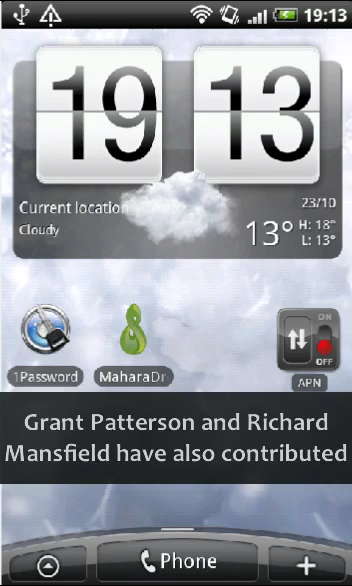 19:13
19 13
Current location
23/10
Cloudy
13° H: 18°
L: 13°
ON
OFF
1Password
MaharaDr
APN
Grant Patterson and Richard
Mansfield have also contributed
Phone